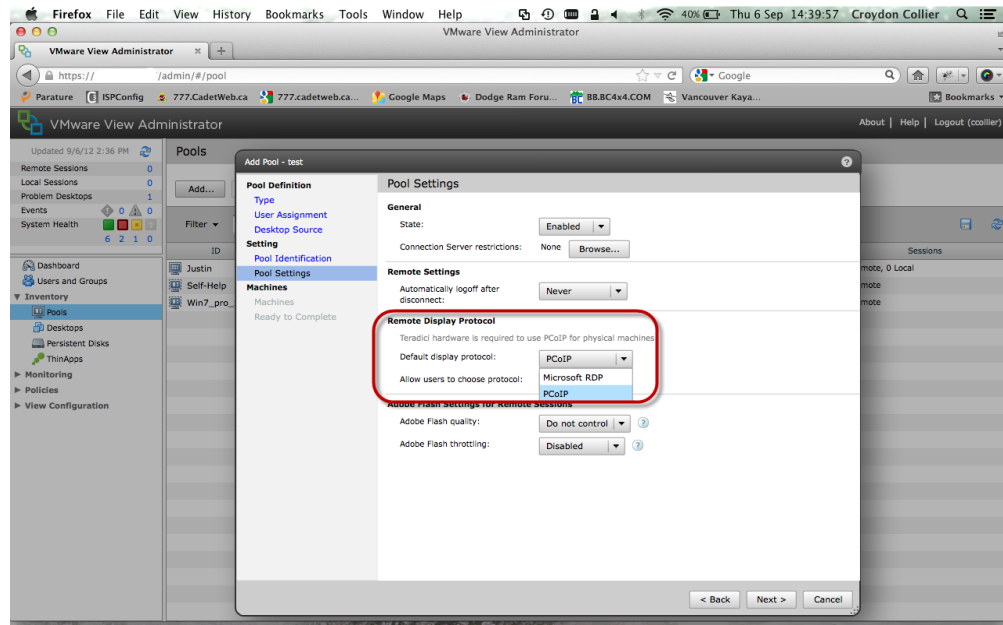 Firefox File Edit View History Bookmarks Tools Window Help 40% Thu 6 Sep 14:39:57 Croydon Collier
VMware View Administrator
VMware View Administrator
https:// /admin/#/pool Google
Parature ISPConfig 777.CadetWeb.ca 777.cadetweb.ca... Google Maps Dodge Ram Foru... BB.BC4x4.COM Vancouver Kaya... Bookmarks
VMware View Administrator About | Help | Logout (ccollier)
Updated 9/6/12 2:36 PM
Remote Sessions 0
Local Sessions 0
Problem Desktops 1
Events 0 0
System Health
6 2 1 0
Dashboard
Users and Groups
Inventory
Pools
Desktops
Persistent Disks
ThinApps
Monitoring
Policies
View Configuration
Pools
Add...
Filter
ID Sessions
Justin mote, 0 Local
Self-Help mote
Win7_pro_ mote
Add Pool - test ?
Pool Definition
Type
User Assignment
Desktop Source
Setting
Pool Identification
Pool Settings
Machines
Machines
Ready to Complete
Pool Settings
General
State: Enabled
Connection Server restrictions: None Browse...
Remote Settings
Automatically logoff after disconnect: Never
Remote Display Protocol
Teradici hardware is required to use PCoIP for physical machines
Default display protocol: PCoIP
Allow users to choose protocol: Microsoft RDP
PCoIP
Adobe Flash Settings for Remote Sessions
Adobe Flash quality: Do not control ?
Adobe Flash throttling: Disabled ?
< Back Next > Cancel